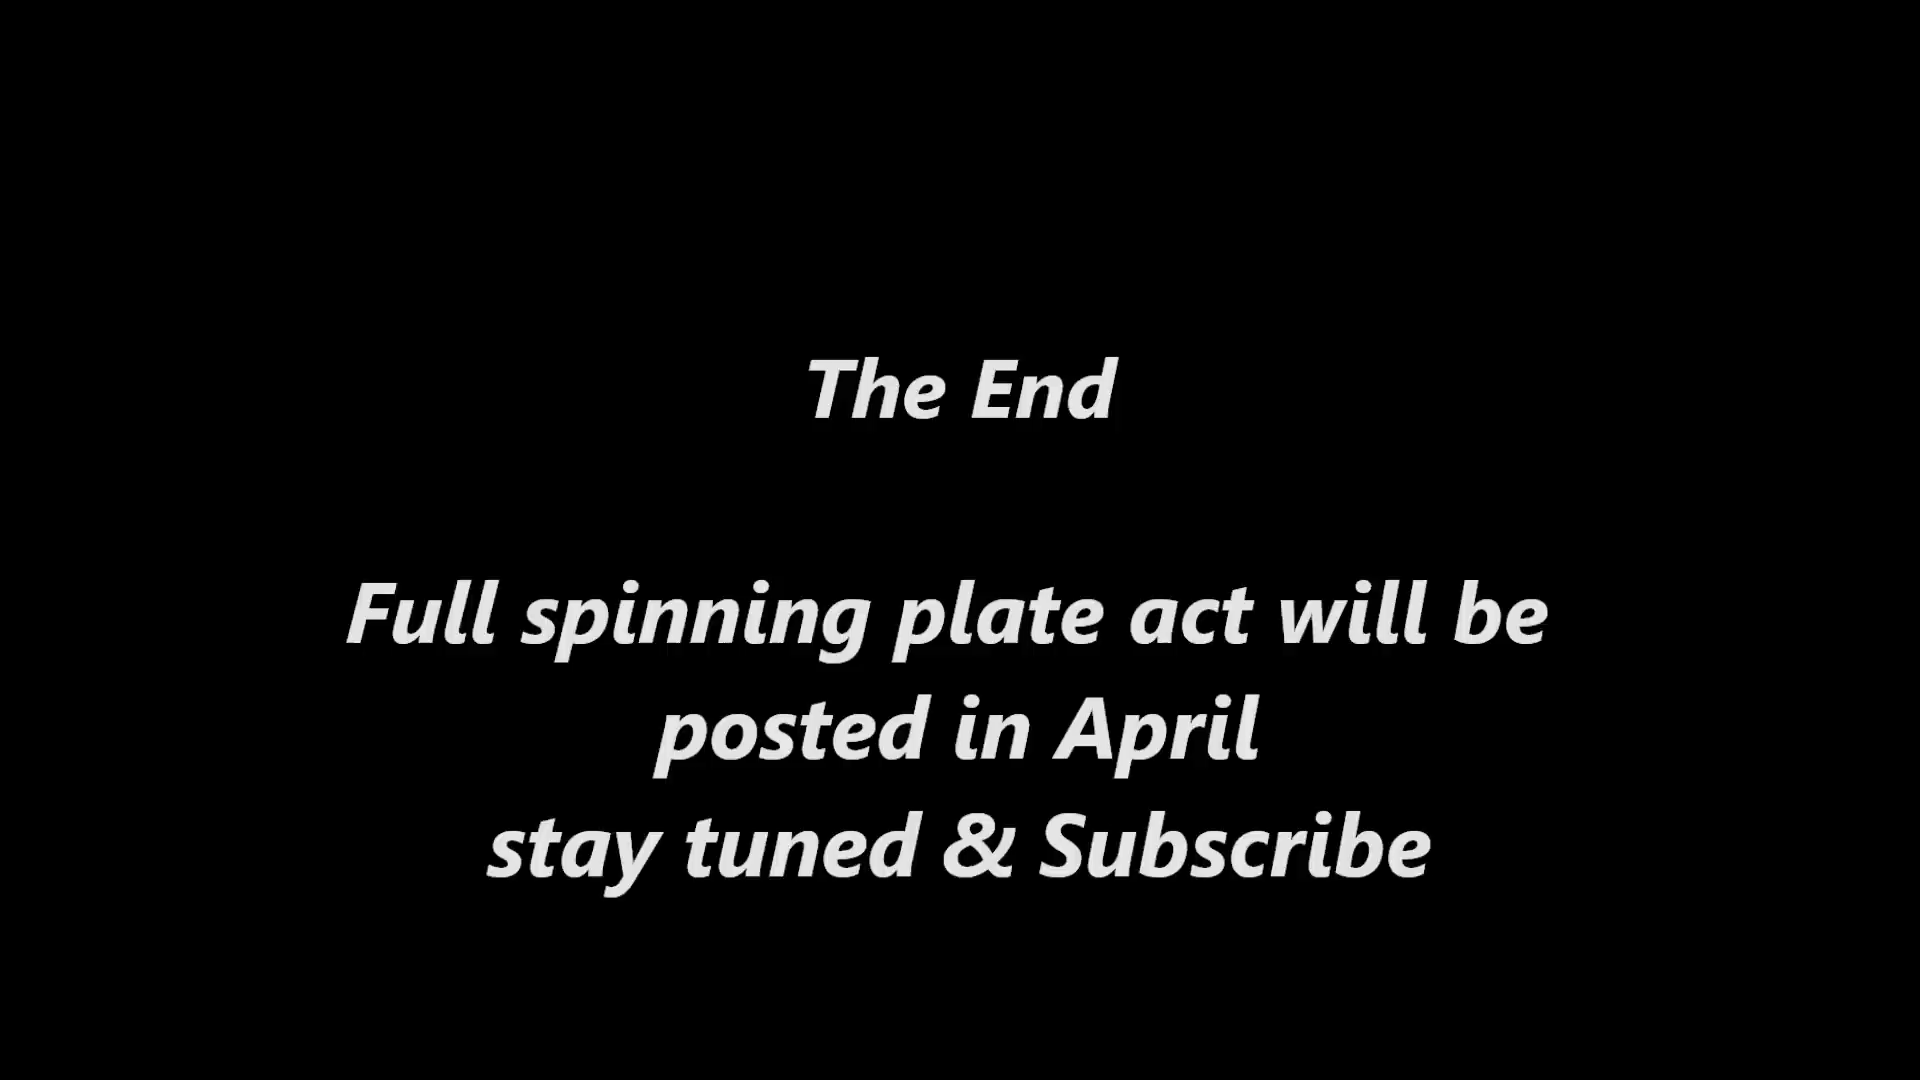 The End
Full spinning plate act will be
posted in April
stay tuned & Subscribe